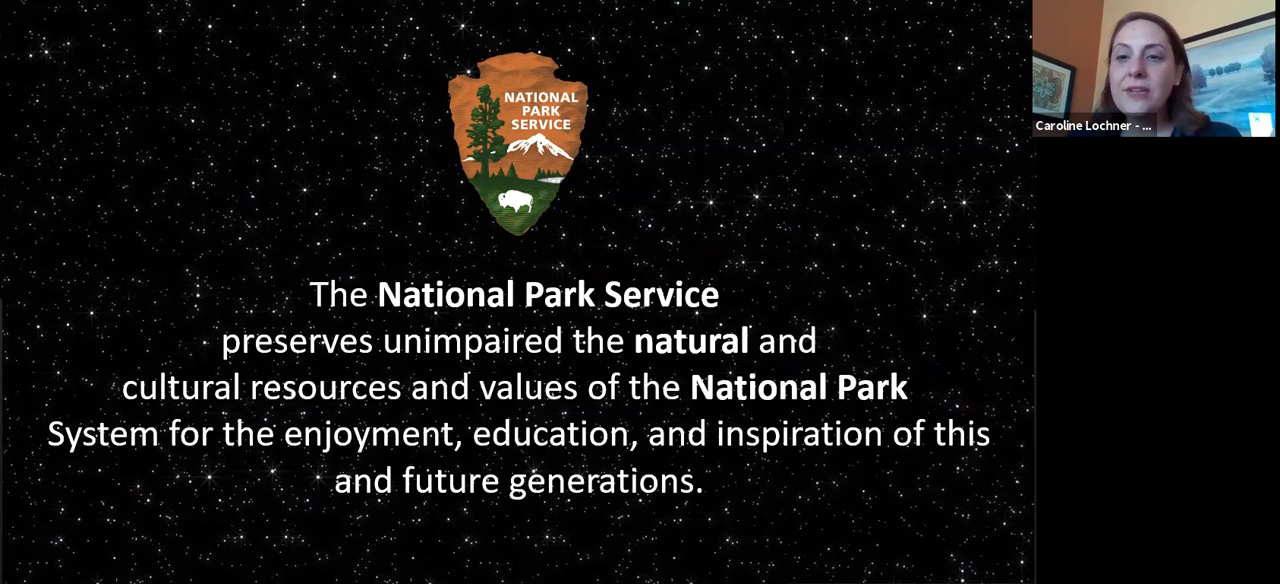 NATIONAL
PARK
SERVICE
The National Park Service
preserves unimpaired the natural and
cultural resources and values of the National Park
System for the enjoyment, education, and inspiration of this
and future generations.
Caroline Lochner - ...